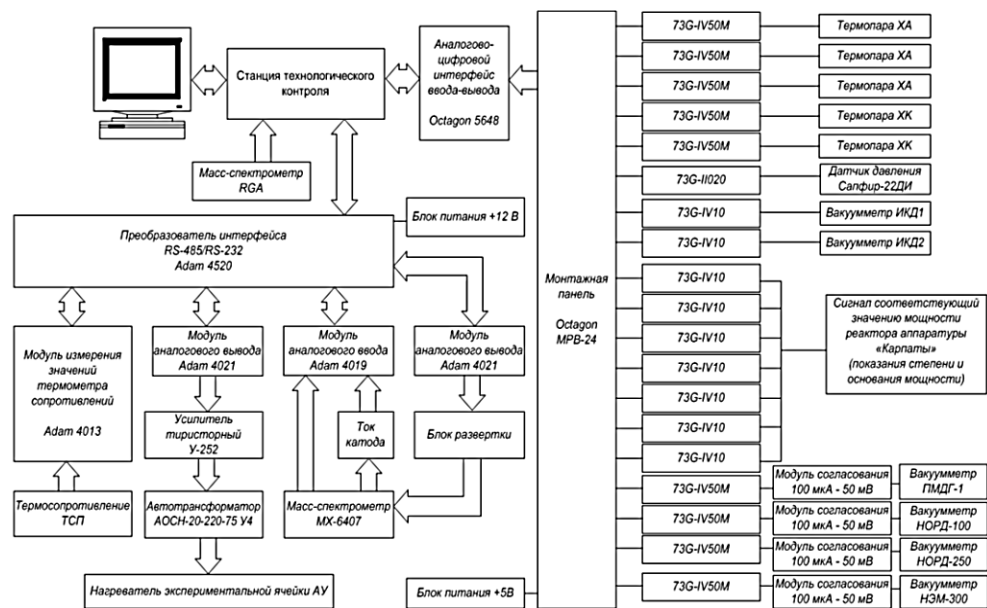 Станция технологического
контроля
Аналогово-
цифровой
интерфейс
ввода-вывода
Octagon 5648
Масс-спектрометр
RGA
Блок питания +12 В
Преобразователь интерфейса
RS-485/RS-232
Adam 4520
Модуль измерения
значений
термометра
сопротивлений
Adam 4013
Модуль
аналогового вывода
Adam 4021
Модуль
аналогового ввода
Adam 4019
Модуль
аналогового вывода
Adam 4021
Усилитель
тиристорный
У-252
Ток
катода
Блок развертки
Термосопротивление
ТСП
Автотрансформатор
АОСН-20-220-75 У4
Масс-спектрометр
МХ-6407
Нагреватель экспериментальной ячейки АУ
Блок питания +5В
Монтажная
панель
Octagon
MPB-24
73G-IV50M
Термопара ХА
73G-IV50M
Термопара ХА
73G-IV50M
Термопара ХА
73G-IV50M
Термопара ХК
73G-IV50M
Термопара ХК
73G-II020
Датчик давления
Сапфир-22ДИ
73G-IV10
Вакуумметр ИКД1
73G-IV10
Вакуумметр ИКД2
73G-IV10
73G-IV10
73G-IV10
73G-IV10
73G-IV10
73G-IV10
73G-IV10
Сигнал соответствующий
значению мощности
реактора аппаратуры
«Карпаты»
(показания степени и
основания мощности)
73G-IV50M
Модуль согласования
100 мкА - 50 мВ
Вакуумметр
ПМДГ-1
73G-IV50M
Модуль согласования
100 мкА - 50 мВ
Вакуумметр
НОРД-100
73G-IV50M
Модуль согласования
100 мкА - 50 мВ
Вакуумметр
НОРД-250
73G-IV50M
Модуль согласования
100 мкА - 50 мВ
Вакуумметр
НЭМ-300